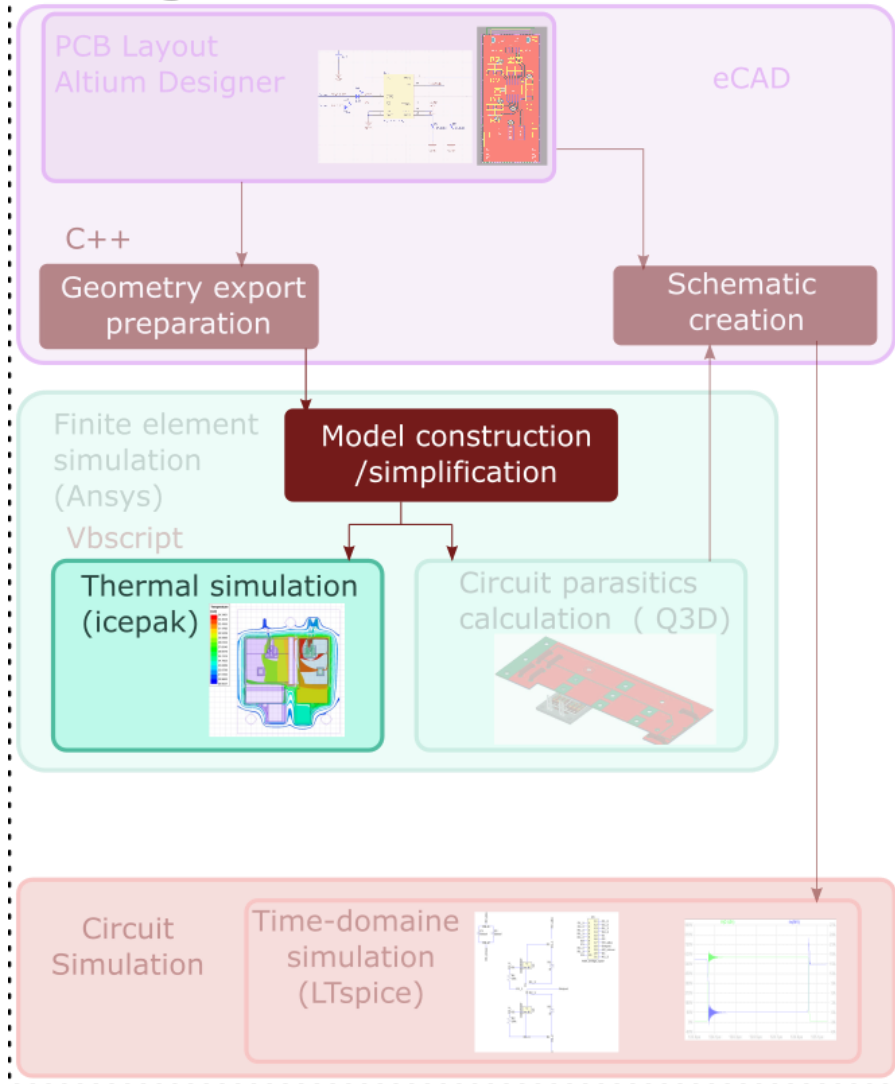 PCB Layout
Altium Designer
eCAD
C++
Geometry export
preparation
Schematic
creation
Finite element
simulation
(Ansys)
Model construction
/simplification
Vbscript
Thermal simulation
(icepak)
Circuit parasitics
calculation ( Q3D)
Circuit
Simulation
Time-domaine
simulation
(LTspice)